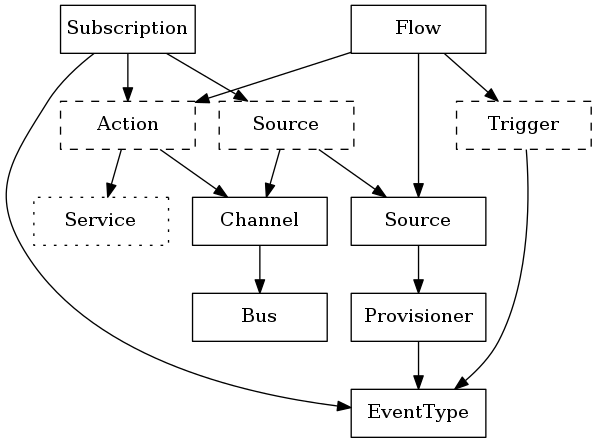 Subscription
Flow
Action
Source
Trigger
Service
Channel
Source
Bus
Provisioner
EventType